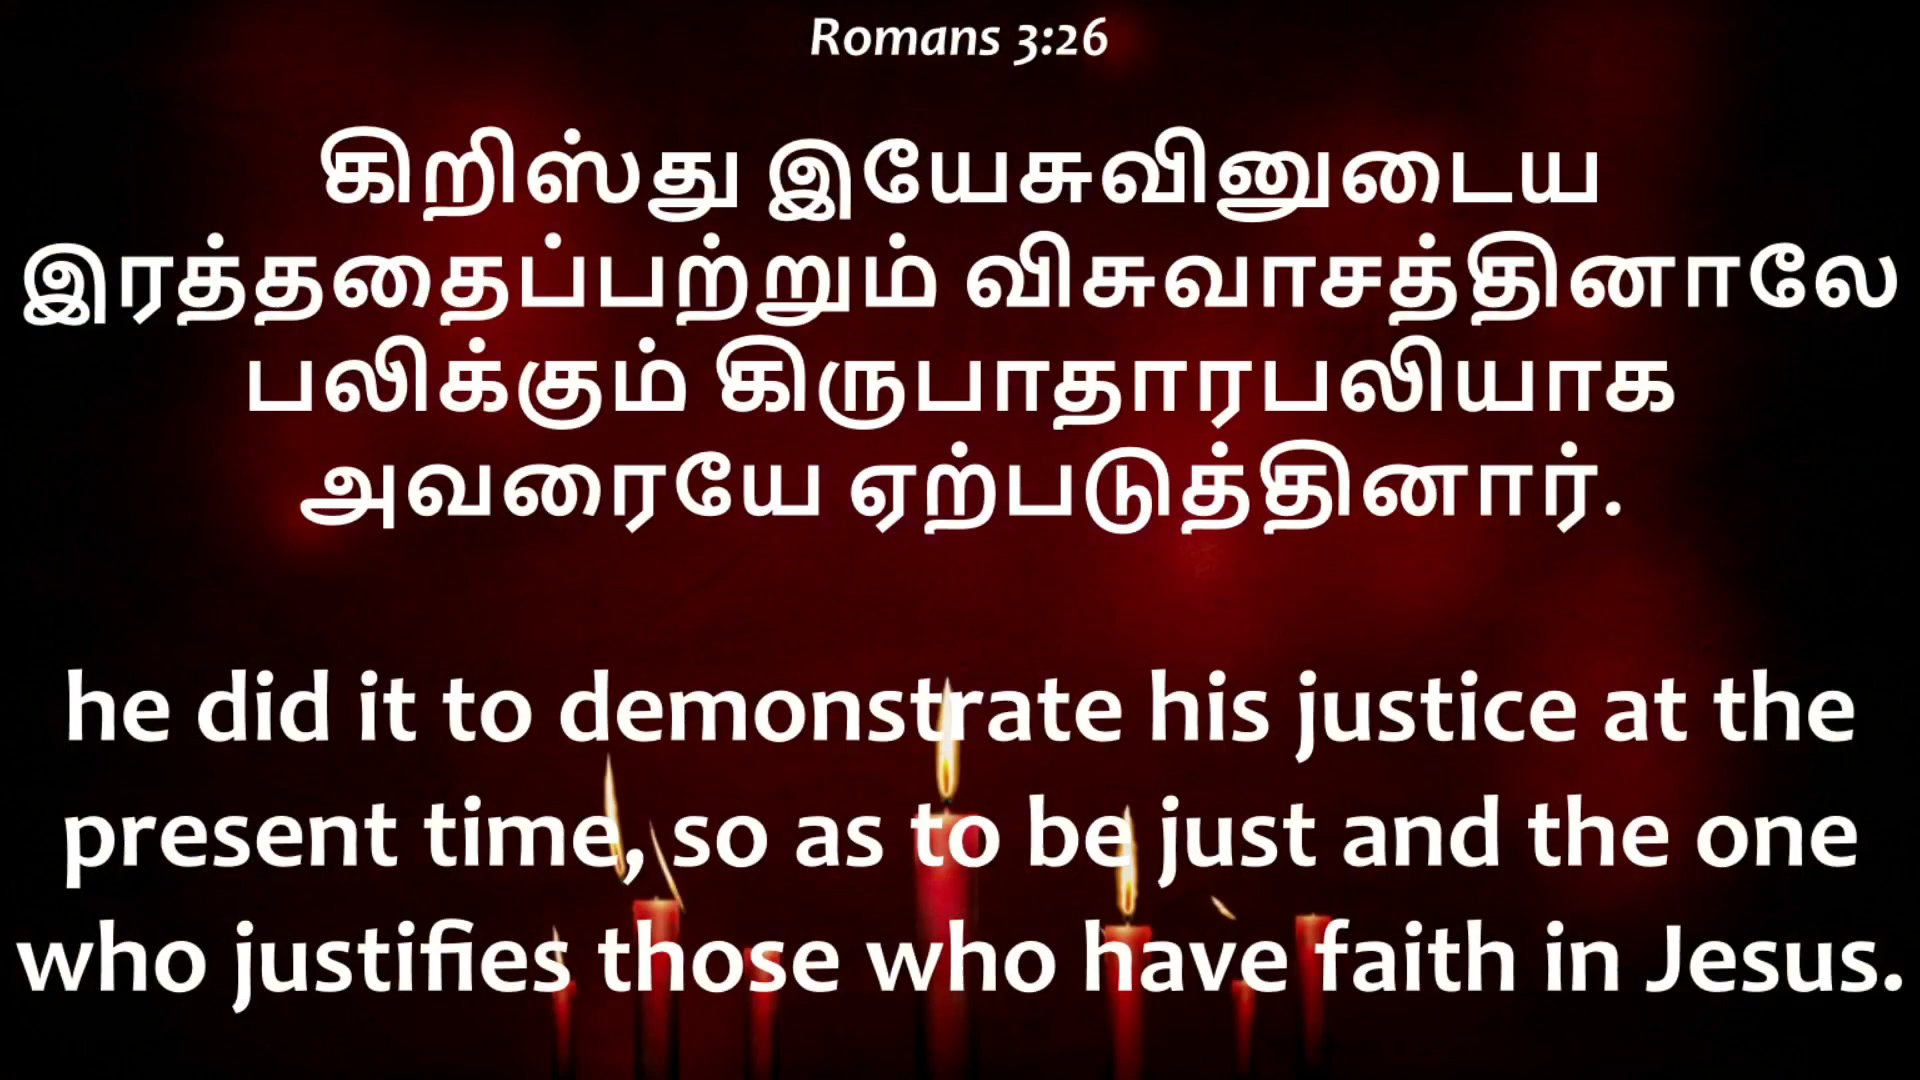 Romans 3:26
கிறிஸ்து இயேசுவினுடைய
இரத்ததைப்பற்றும் விசுவாசத்தினாலே
பலிக்கும் கிருபாதாரபலியாக
அவரையே ஏற்படுத்தினார்.
he did it to demonstrate his justice at the
present time, so as to be just and the one
who justifies those who have faith in Jesus.